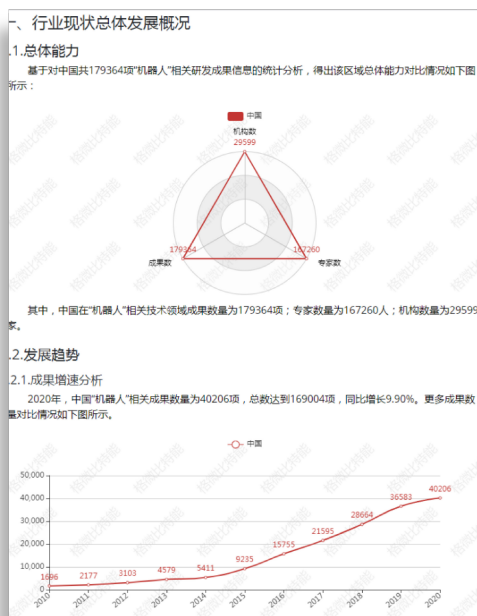 一、行业现状总体发展概况
.1.总体能力
基于对中国共179364项“机器人”相关研发成果信息的统计分析，得出该区域总体能力对比情况如下图
所示：
中国
机构数
29599
179364
167260
成果数
专家数
其中，中国在“机器人”相关技术领域成果数量为179364项；专家数量为167260人；机构数量为29599
家。
.2.发展趋势
.2.1.成果增速分析
2020年，中国“机器人”相关成果数量为40206项，总数达到169004项，同比增长9.90%。更多成果数
量对比情况如下图所示。
中国
50,000
40,000
30,000
20,000
10,000
0
1696
2177
3103
4579
5411
9235
15755
21595
28664
36583
40206
2010
2011
2012
2013
2014
2015
2016
2017
2018
2019
2020